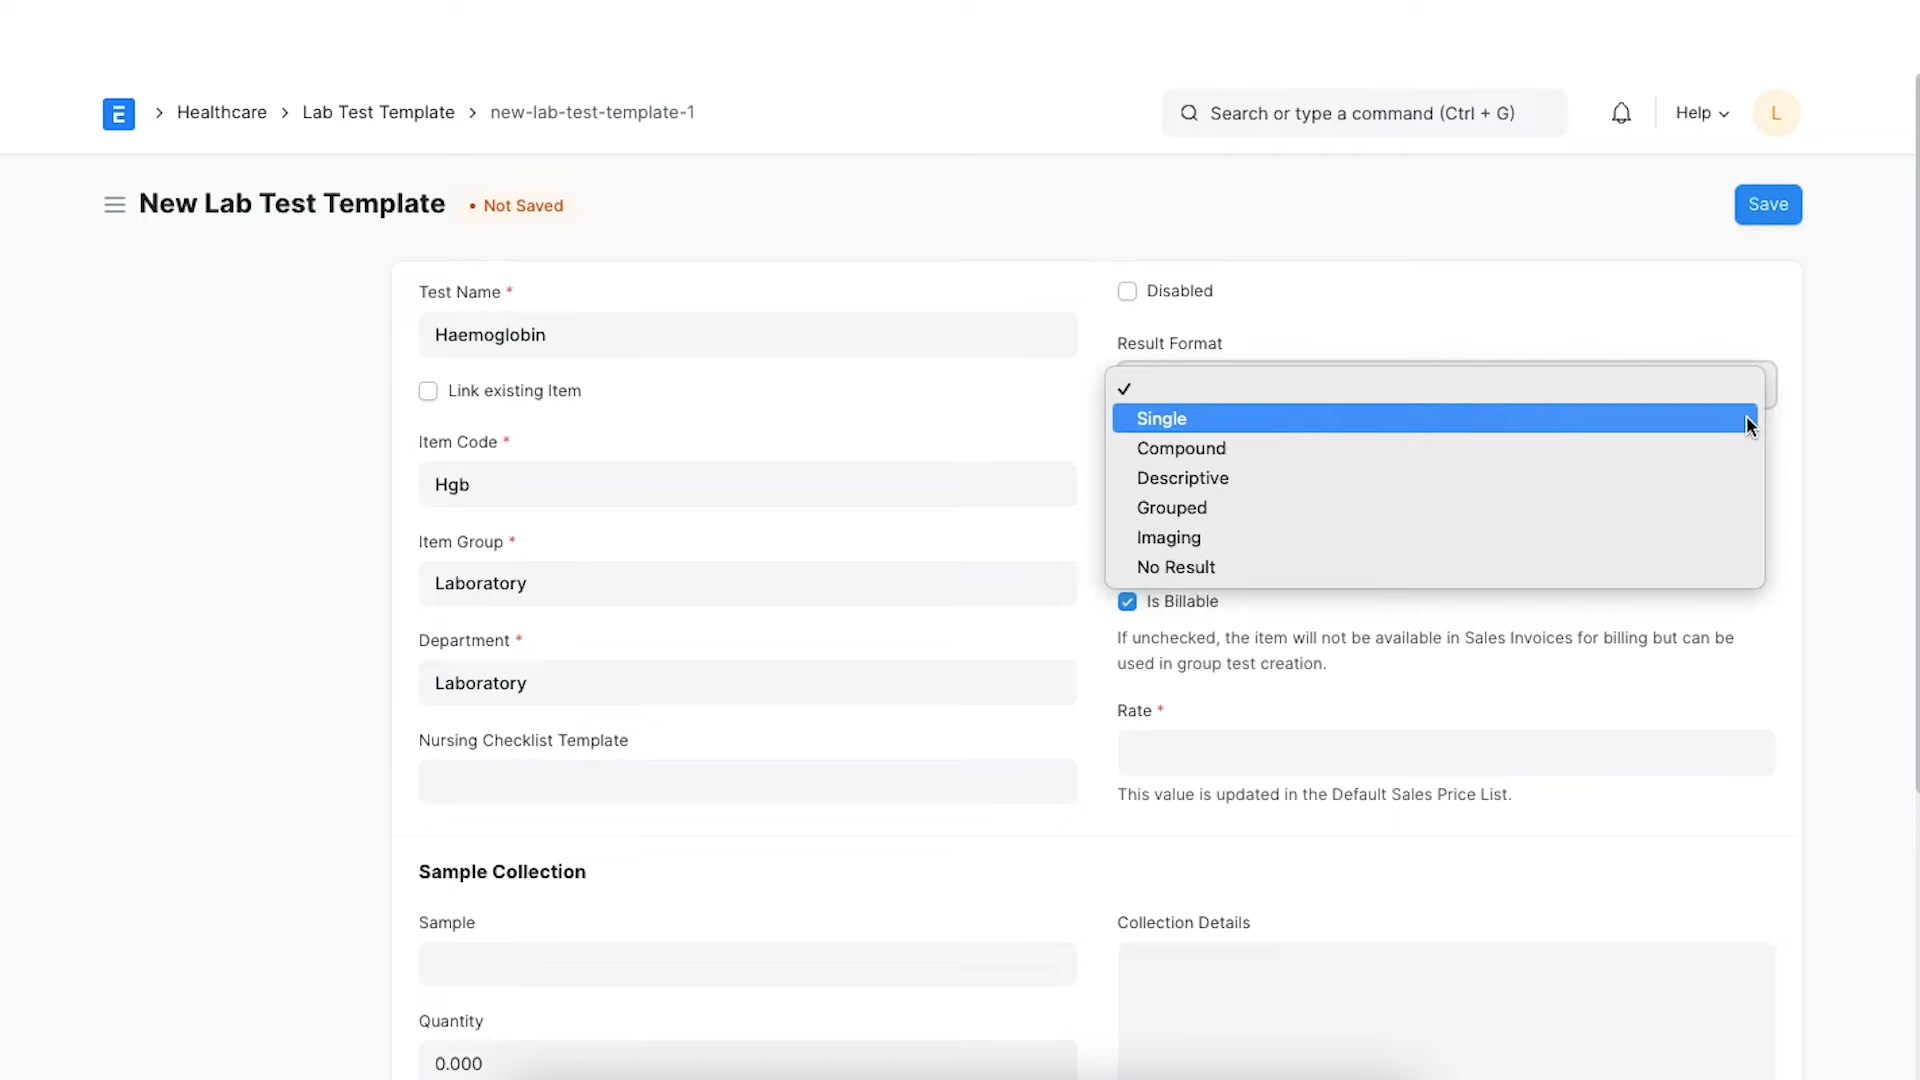 E > Healthcare > Lab Test Template > new-lab-test-template-1
Search or type a command (Ctrl + G)
Help
L
New Lab Test Template
• Not Saved
Save
Test Name *
Haemoglobin
Link existing Item
Item Code *
Hgb
Item Group *
Laboratory
Department *
Laboratory
Nursing Checklist Template
Disabled
Result Format
✓
Single
Compound
Descriptive
Grouped
Imaging
No Result
Is Billable
If unchecked, the item will not be available in Sales Invoices for billing but can be
used in group test creation.
Rate *
This value is updated in the Default Sales Price List.
Sample Collection
Sample
Quantity
0.000
Collection Details